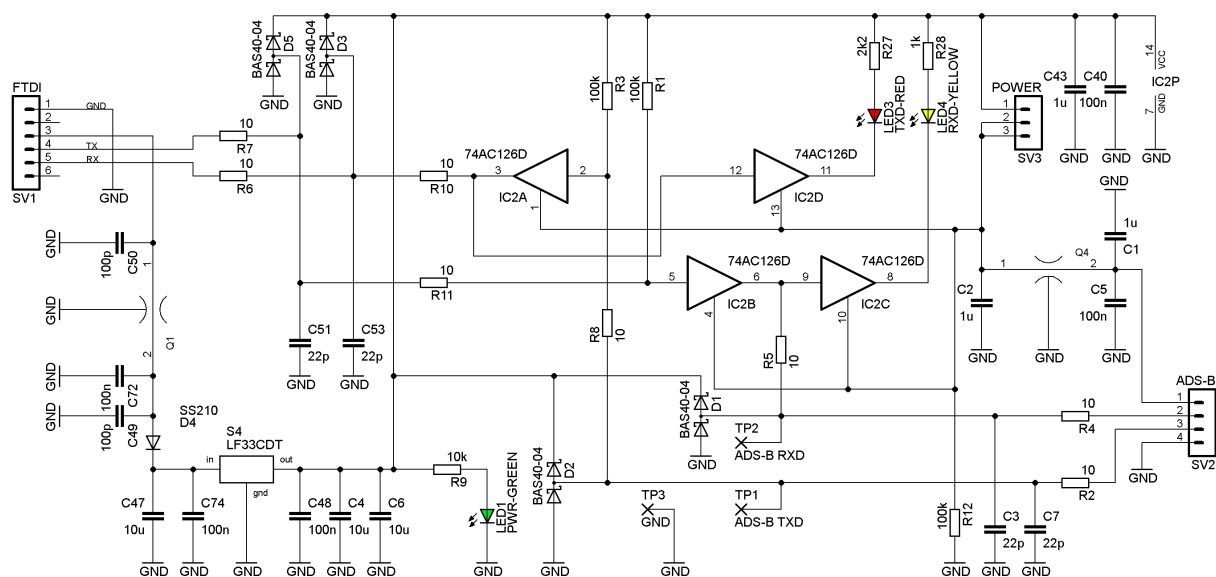 FTDI
1
2
3
4
5
6
SV1
GND
TX
RX
GND
10
R7
10
R6
BAS40-04
D5
GND
BAS40-04
D3
GND
10
R10
74AC126D
3
2
1
IC2A
100k
R3
100k
R1
74AC126D
12
11
13
IC2D
2k2
R27
LED3
TXD-RED
1k
R28
LED4
RXD-YELLOW
POWER
1
2
3
SV3
C43
1u
GND
C40
100n
GND
14
VCC
IC2P
7
GND
GND
GND
1u
C1
GND
100p
C50
1
GND
2
Q1
GND
100n
C72
GND
100p
C49
SS210
D4
10
R11
C51
22p
GND
C53
22p
GND
R8
10
74AC126D
5
6
4
IC2B
74AC126D
9
8
10
IC2C
R5
10
1
Q4
2
C2
1u
GND
GND
C5
100n
GND
S4
LF33CDT
in
out
gnd
C47
10u
GND
C74
100n
GND
GND
C48
100n
GND
C4
10u
GND
C6
10u
GND
10k
R9
LED1
PWR-GREEN
GND
BAS40-04
D2
GND
BAS40-04
D1
GND
TP2
ADS-B RXD
TP3
GND
GND
TP1
ADS-B TXD
100k
R12
GND
C3
22p
GND
C7
22p
GND
10
R4
10
R2
ADS-B
1
2
3
4
SV2
GND